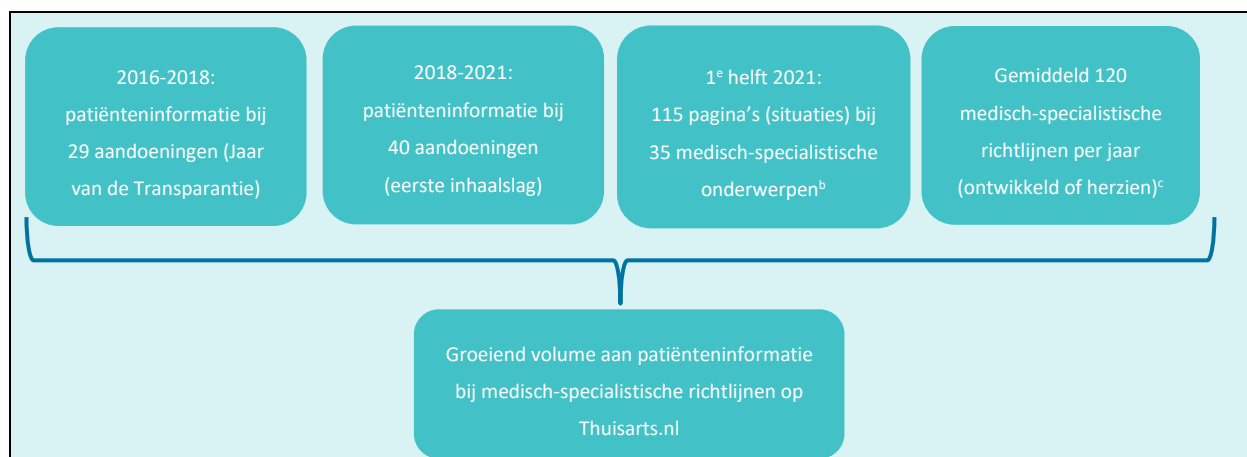 2016-2018:
patiënteninformatie bij
29 aandoeningen (Jaar
van de Transparantie)
2018-2021:
patiënteninformatie bij
40 aandoeningen
(eerste inhaalslag)
1e helft 2021:
115 pagina’s (situaties) bij
35 medisch-specialistische
onderwerpenb
Gemiddeld 120
medisch-specialistische
richtlijnen per jaar
(ontwikkeld of herzien)c
Groeiend volume aan patiënteninformatie
bij medisch-specialistische richtlijnen op
Thuisarts.nl